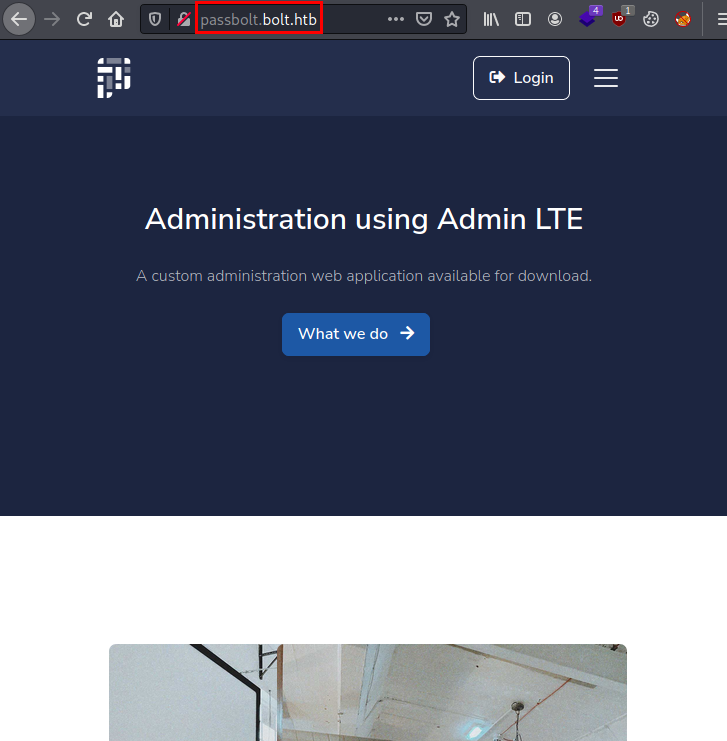 passbolt.bolt.htb
4
1
Login
Administration using Admin LTE
A custom administration web application available for download.
What we do